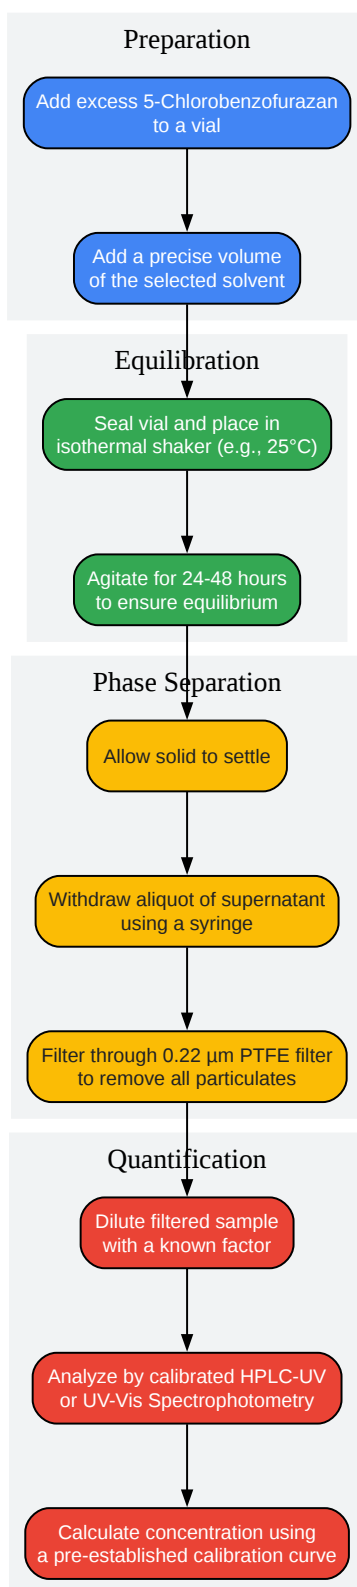 Preparation
Add excess 5-Chlorobenzofurazan
to a vial
Add a precise volume
of the selected solvent
Equilibration
Seal vial and place in
isothermal shaker (e.g., 25°C)
Agitate for 24-48 hours
to ensure equilibrium
Phase Separation
Allow solid to settle
Withdraw aliquot of supernatant
using a syringe
Filter through 0.22 µm PTFE filter
to remove all particulates
Quantification
Dilute filtered sample
with a known factor
Analyze by calibrated HPLC-UV
or UV-Vis Spectrophotometry
Calculate concentration using
a pre-established calibration curve